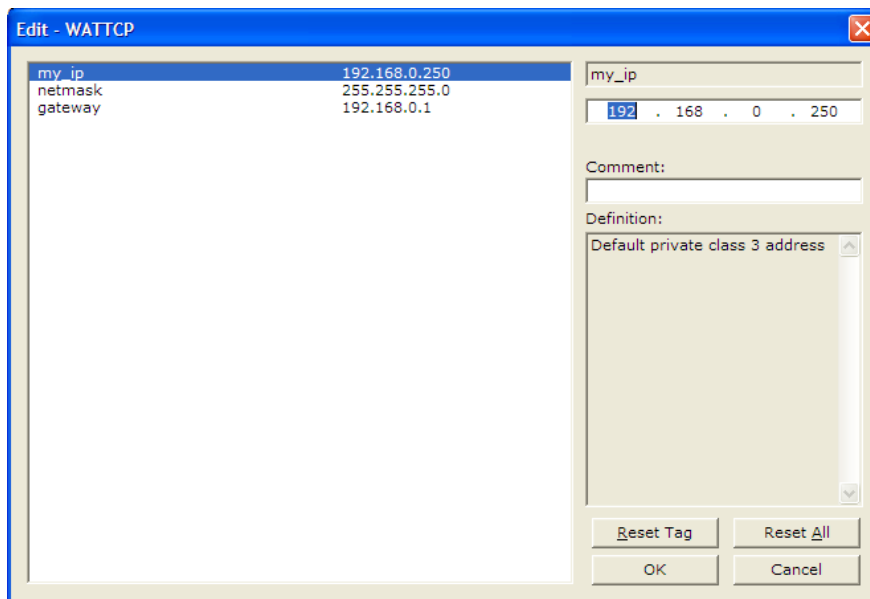 Edit - WATTCP
my_ip 192.168.0.250
netmask 255.255.255.0
gateway 192.168.0.1
my_ip
192 . 168 . 0 . 250
Comment:
Definition:
Default private class 3 address
Reset Tag Reset All
OK Cancel